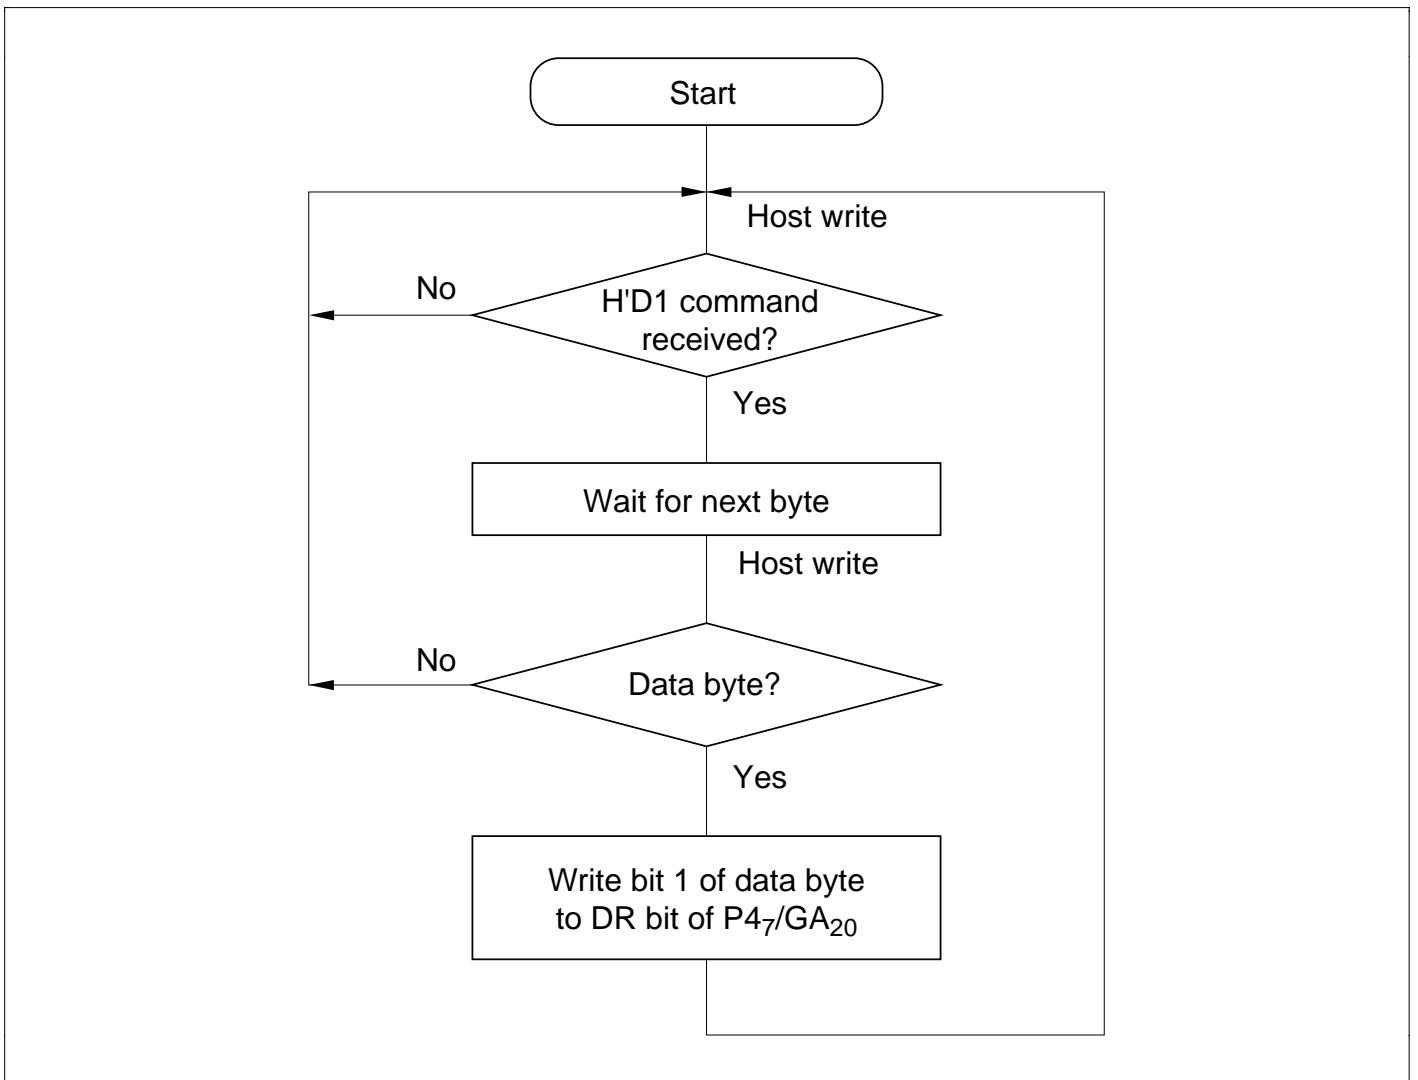 Start
Host write
No
H'D1 command
received?
Yes
Wait for next byte
Host write
No
Data byte?
Yes
Write bit 1 of data byte
to DR bit of P4₇/GA₂₀